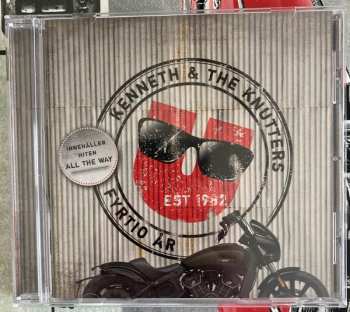 KENNETH & THE KNUTTERS
INNEHÅLLER
HITEN
ALL THE WAY
EST 1982
FYRTIO ÅR